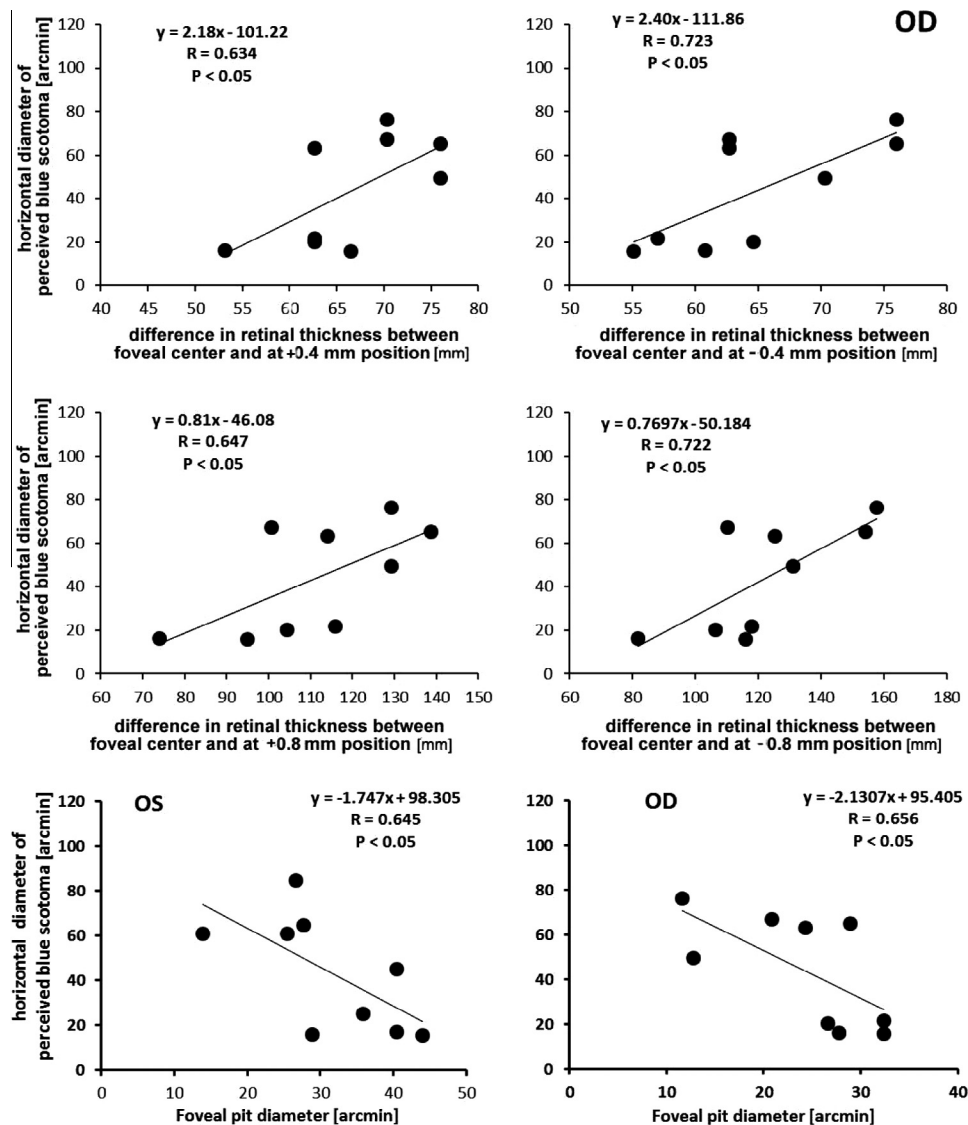 OD
y = 2.18x - 101.22
R = 0.634
P < 0.05
horizontal diameter of
perceived blue scotoma [arcmin]
120
100
80
60
40
20
0
40 45 50 55 60 65 70 75 80
difference in retinal thickness between
foveal center and at +0.4 mm position [mm]
y = 2.40x - 111.86
R = 0.723
P < 0.05
120
100
80
60
40
20
0
50 55 60 65 70 75 80
difference in retinal thickness between
foveal center and at -0.4 mm position [mm]
y = 0.81x - 46.08
R = 0.647
P < 0.05
horizontal diameter of
perceived blue scotoma [arcmin]
120
100
80
60
40
20
0
60 70 80 90 100 110 120 130 140 150
difference in retinal thickness between
foveal center and at +0.8 mm position [mm]
y = 0.7697x - 50.184
R = 0.722
P < 0.05
120
100
80
60
40
20
0
60 80 100 120 140 160 180
difference in retinal thickness between
foveal center and at -0.8 mm position [mm]
OS
y = -1.747x + 98.305
R = 0.645
P < 0.05
horizontal diameter of
perceived blue scotoma [arcmin]
120
100
80
60
40
20
0
0 10 20 30 40 50
Foveal pit diameter [arcmin]
OD
y = -2.1307x + 95.405
R = 0.656
P < 0.05
120
100
80
60
40
20
0
0 10 20 30 40
Foveal pit diameter [arcmin]